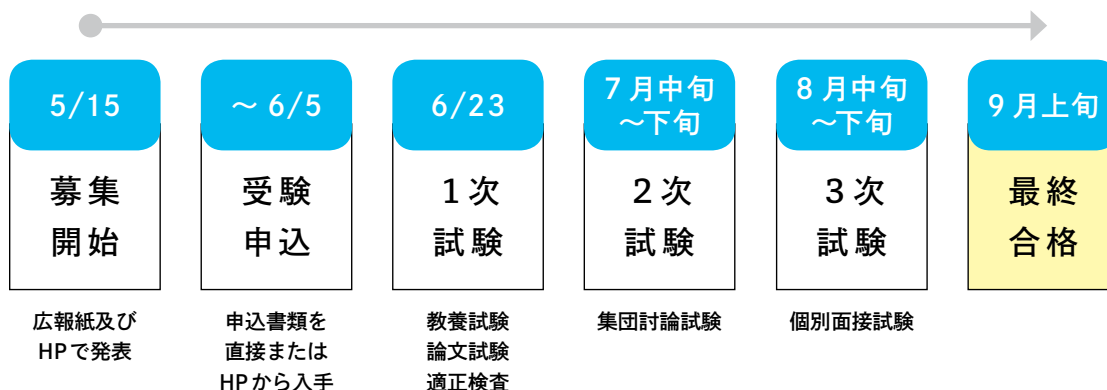 5/15
募集
開始
広報紙及び
HPで発表
～ 6/5
受験
申込
申込書類を
直接または
HPから入手
6/23
1次
試験
教養試験
論文試験
適正検査
7月中旬
～下旬
2次
試験
集団討論試験
8月中旬
～下旬
3次
試験
個別面接試験
9月上旬
最終
合格